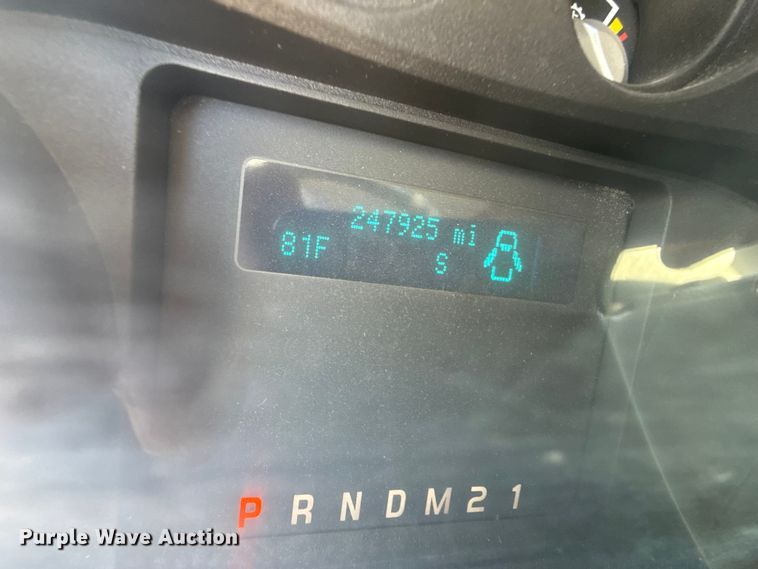 247925 mi
81F S
P R N D M 2 1
Purple Wave Auction